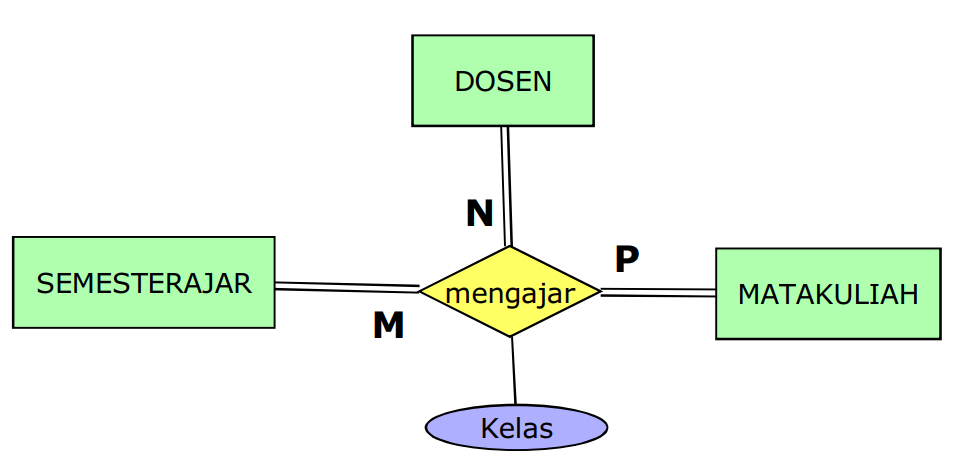 DOSEN
N
P
SEMESTERAJAR
mengajar
MATAKULIAH
M
Kelas